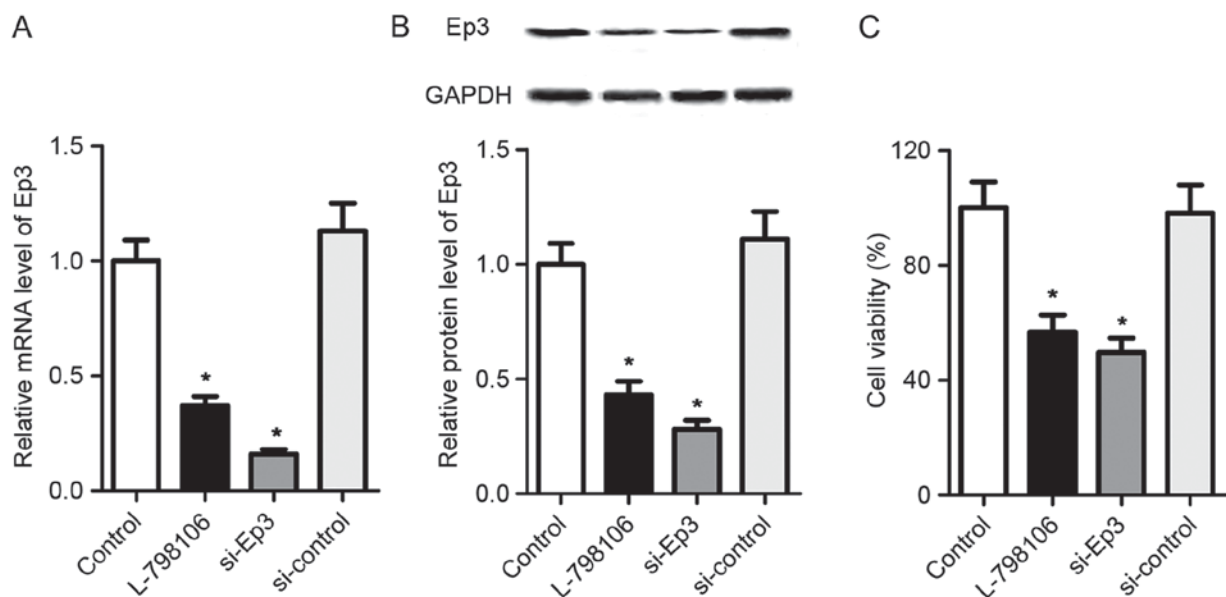 A
Relative mRNA level of Ep3
1.5
1.0
0.5
0.0
*
*
Control
L-798106
si-Ep3
si-control
B
Ep3
GAPDH
Relative protein level of Ep3
1.5
1.0
0.5
0.0
*
*
Control
L-798106
si-Ep3
si-control
C
Cell viability (%)
120
80
40
0
*
*
Control
L-798106
si-Ep3
si-control